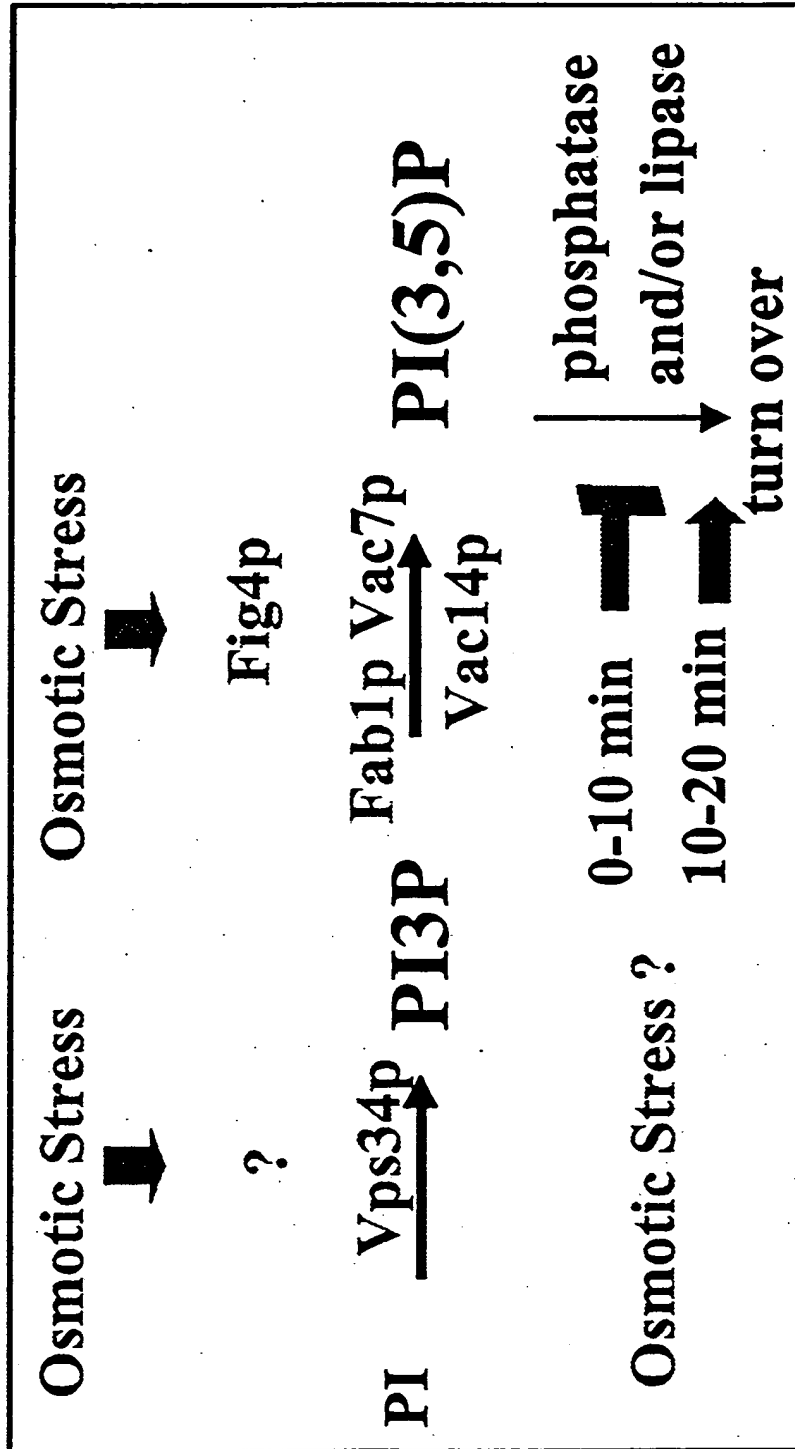 Osmotic Stress
Osmotic Stress
?
Fig4p
Vps34p
Fab1p Vac7p
PI
PI3P
PI(3,5)P
Vac14p
phosphatase
and/or lipase
Osmotic Stress ?
0-10 min
10-20 min
turn over